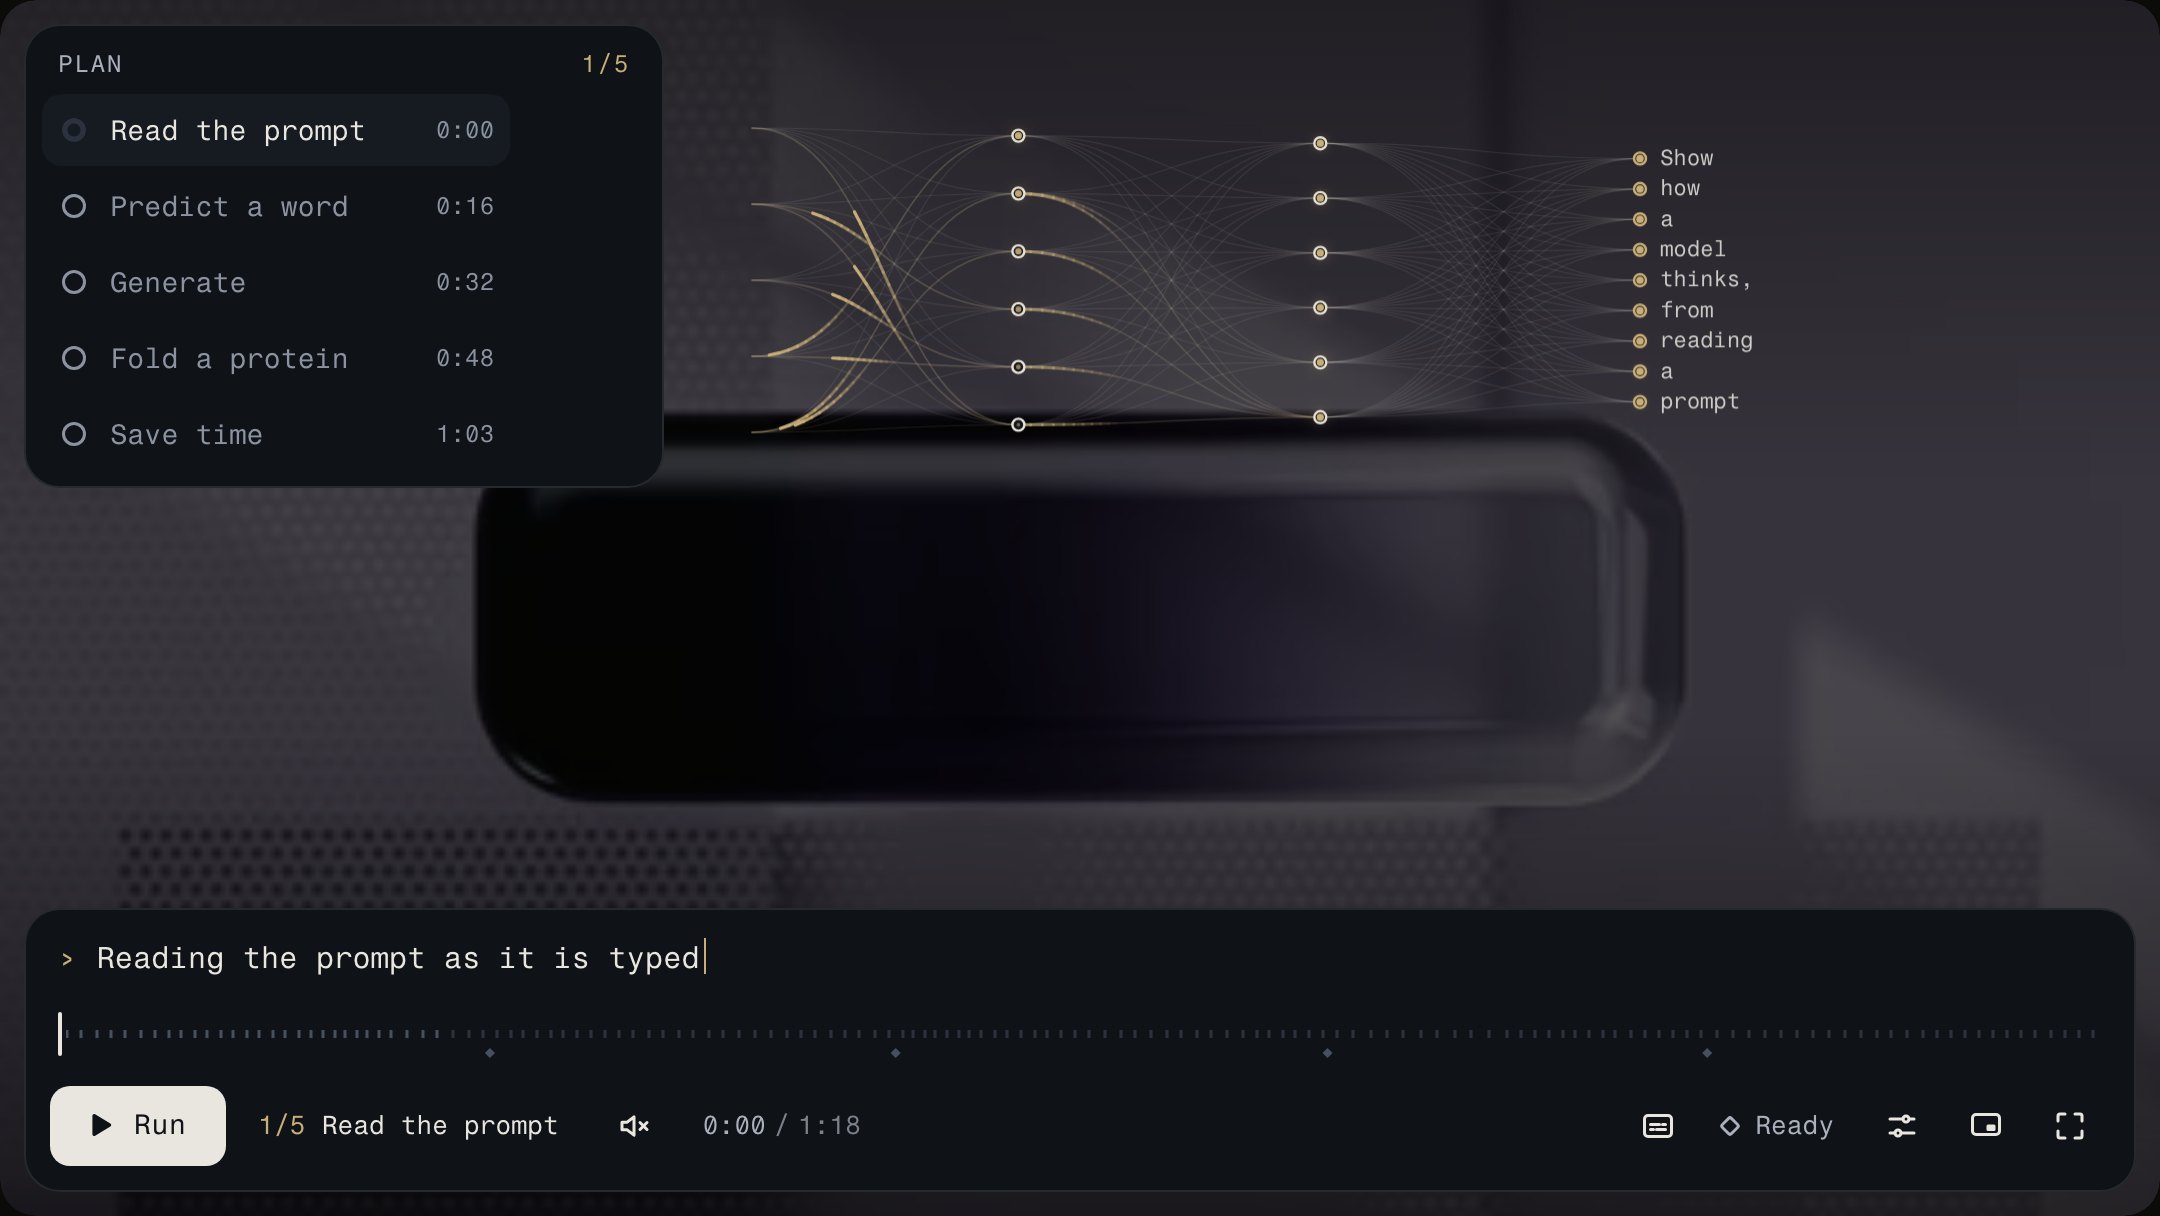 PLAN 1/5
Read the prompt 0:00
Predict a word 0:16
Generate 0:32
Fold a protein 0:48
Save time 1:03
Show
how
a
model
thinks,
from
reading
a
prompt
> Reading the prompt as it is typed
Run 1/5 Read the prompt 0:00 / 1:18 Ready